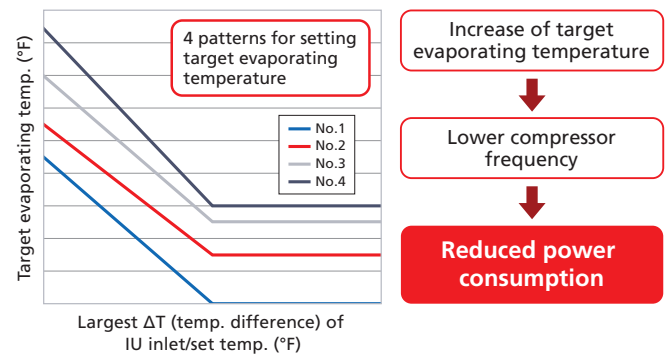 Target evaporating temp. (°F)
4 patterns for setting
target evaporating
temperature
No.1
No.2
No.3
No.4
Largest ΔT (temp. difference) of
IU inlet/set temp. (°F)
Increase of target
evaporating temperature
Lower compressor
frequency
Reduced power
consumption